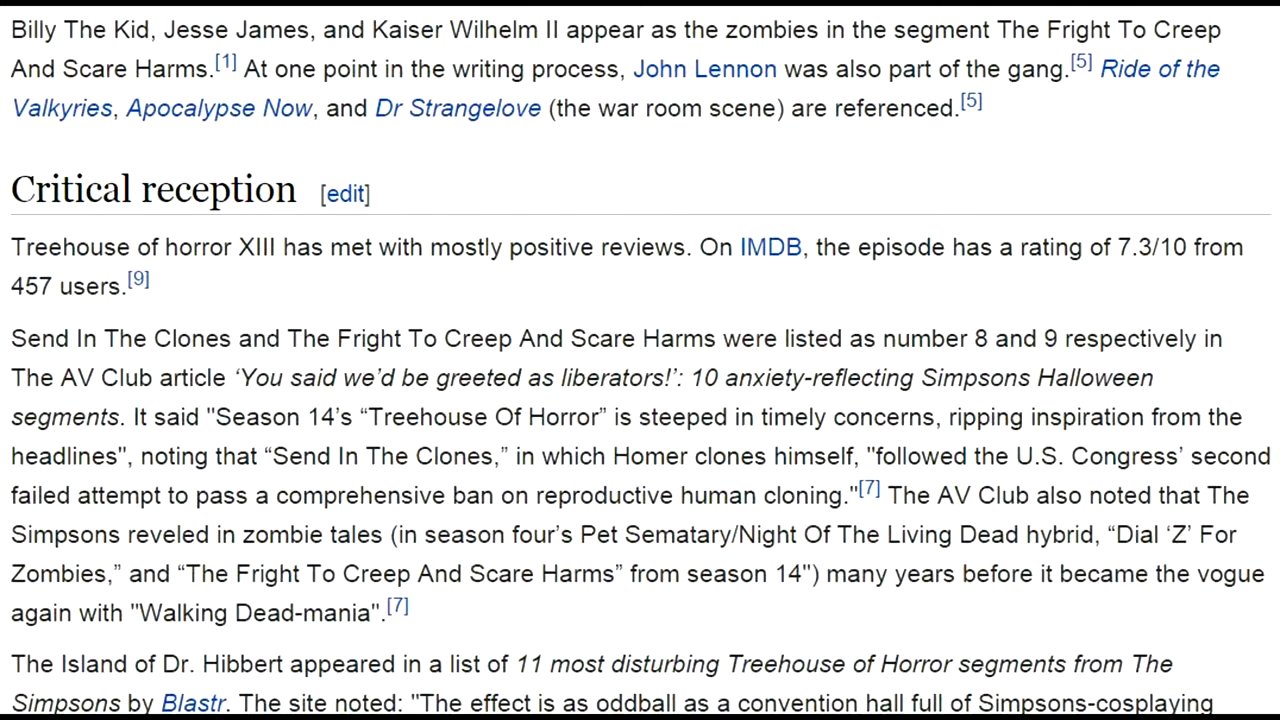 Billy The Kid, Jesse James, and Kaiser Wilhelm II appear as the zombies in the segment The Fright To Creep
And Scare Harms.[1] At one point in the writing process, John Lennon was also part of the gang.[5] Ride of the
Valkyries, Apocalypse Now, and Dr Strangelove (the war room scene) are referenced.[5]
Critical reception [edit]
Treehouse of horror XIII has met with mostly positive reviews. On IMDB, the episode has a rating of 7.3/10 from
457 users.[9]
Send In The Clones and The Fright To Creep And Scare Harms were listed as number 8 and 9 respectively in
The AV Club article ‘You said we’d be greeted as liberators!’: 10 anxiety-reflecting Simpsons Halloween
segments. It said "Season 14’s “Treehouse Of Horror” is steeped in timely concerns, ripping inspiration from the
headlines", noting that “Send In The Clones,” in which Homer clones himself, "followed the U.S. Congress’ second
failed attempt to pass a comprehensive ban on reproductive human cloning."[7] The AV Club also noted that The
Simpsons reveled in zombie tales (in season four’s Pet Sematary/Night Of The Living Dead hybrid, “Dial ‘Z’ For
Zombies,” and “The Fright To Creep And Scare Harms” from season 14") many years before it became the vogue
again with "Walking Dead-mania".[7]
The Island of Dr. Hibbert appeared in a list of 11 most disturbing Treehouse of Horror segments from The
Simpsons by Blastr. The site noted: "The effect is as oddball as a convention hall full of Simpsons-cosplaying